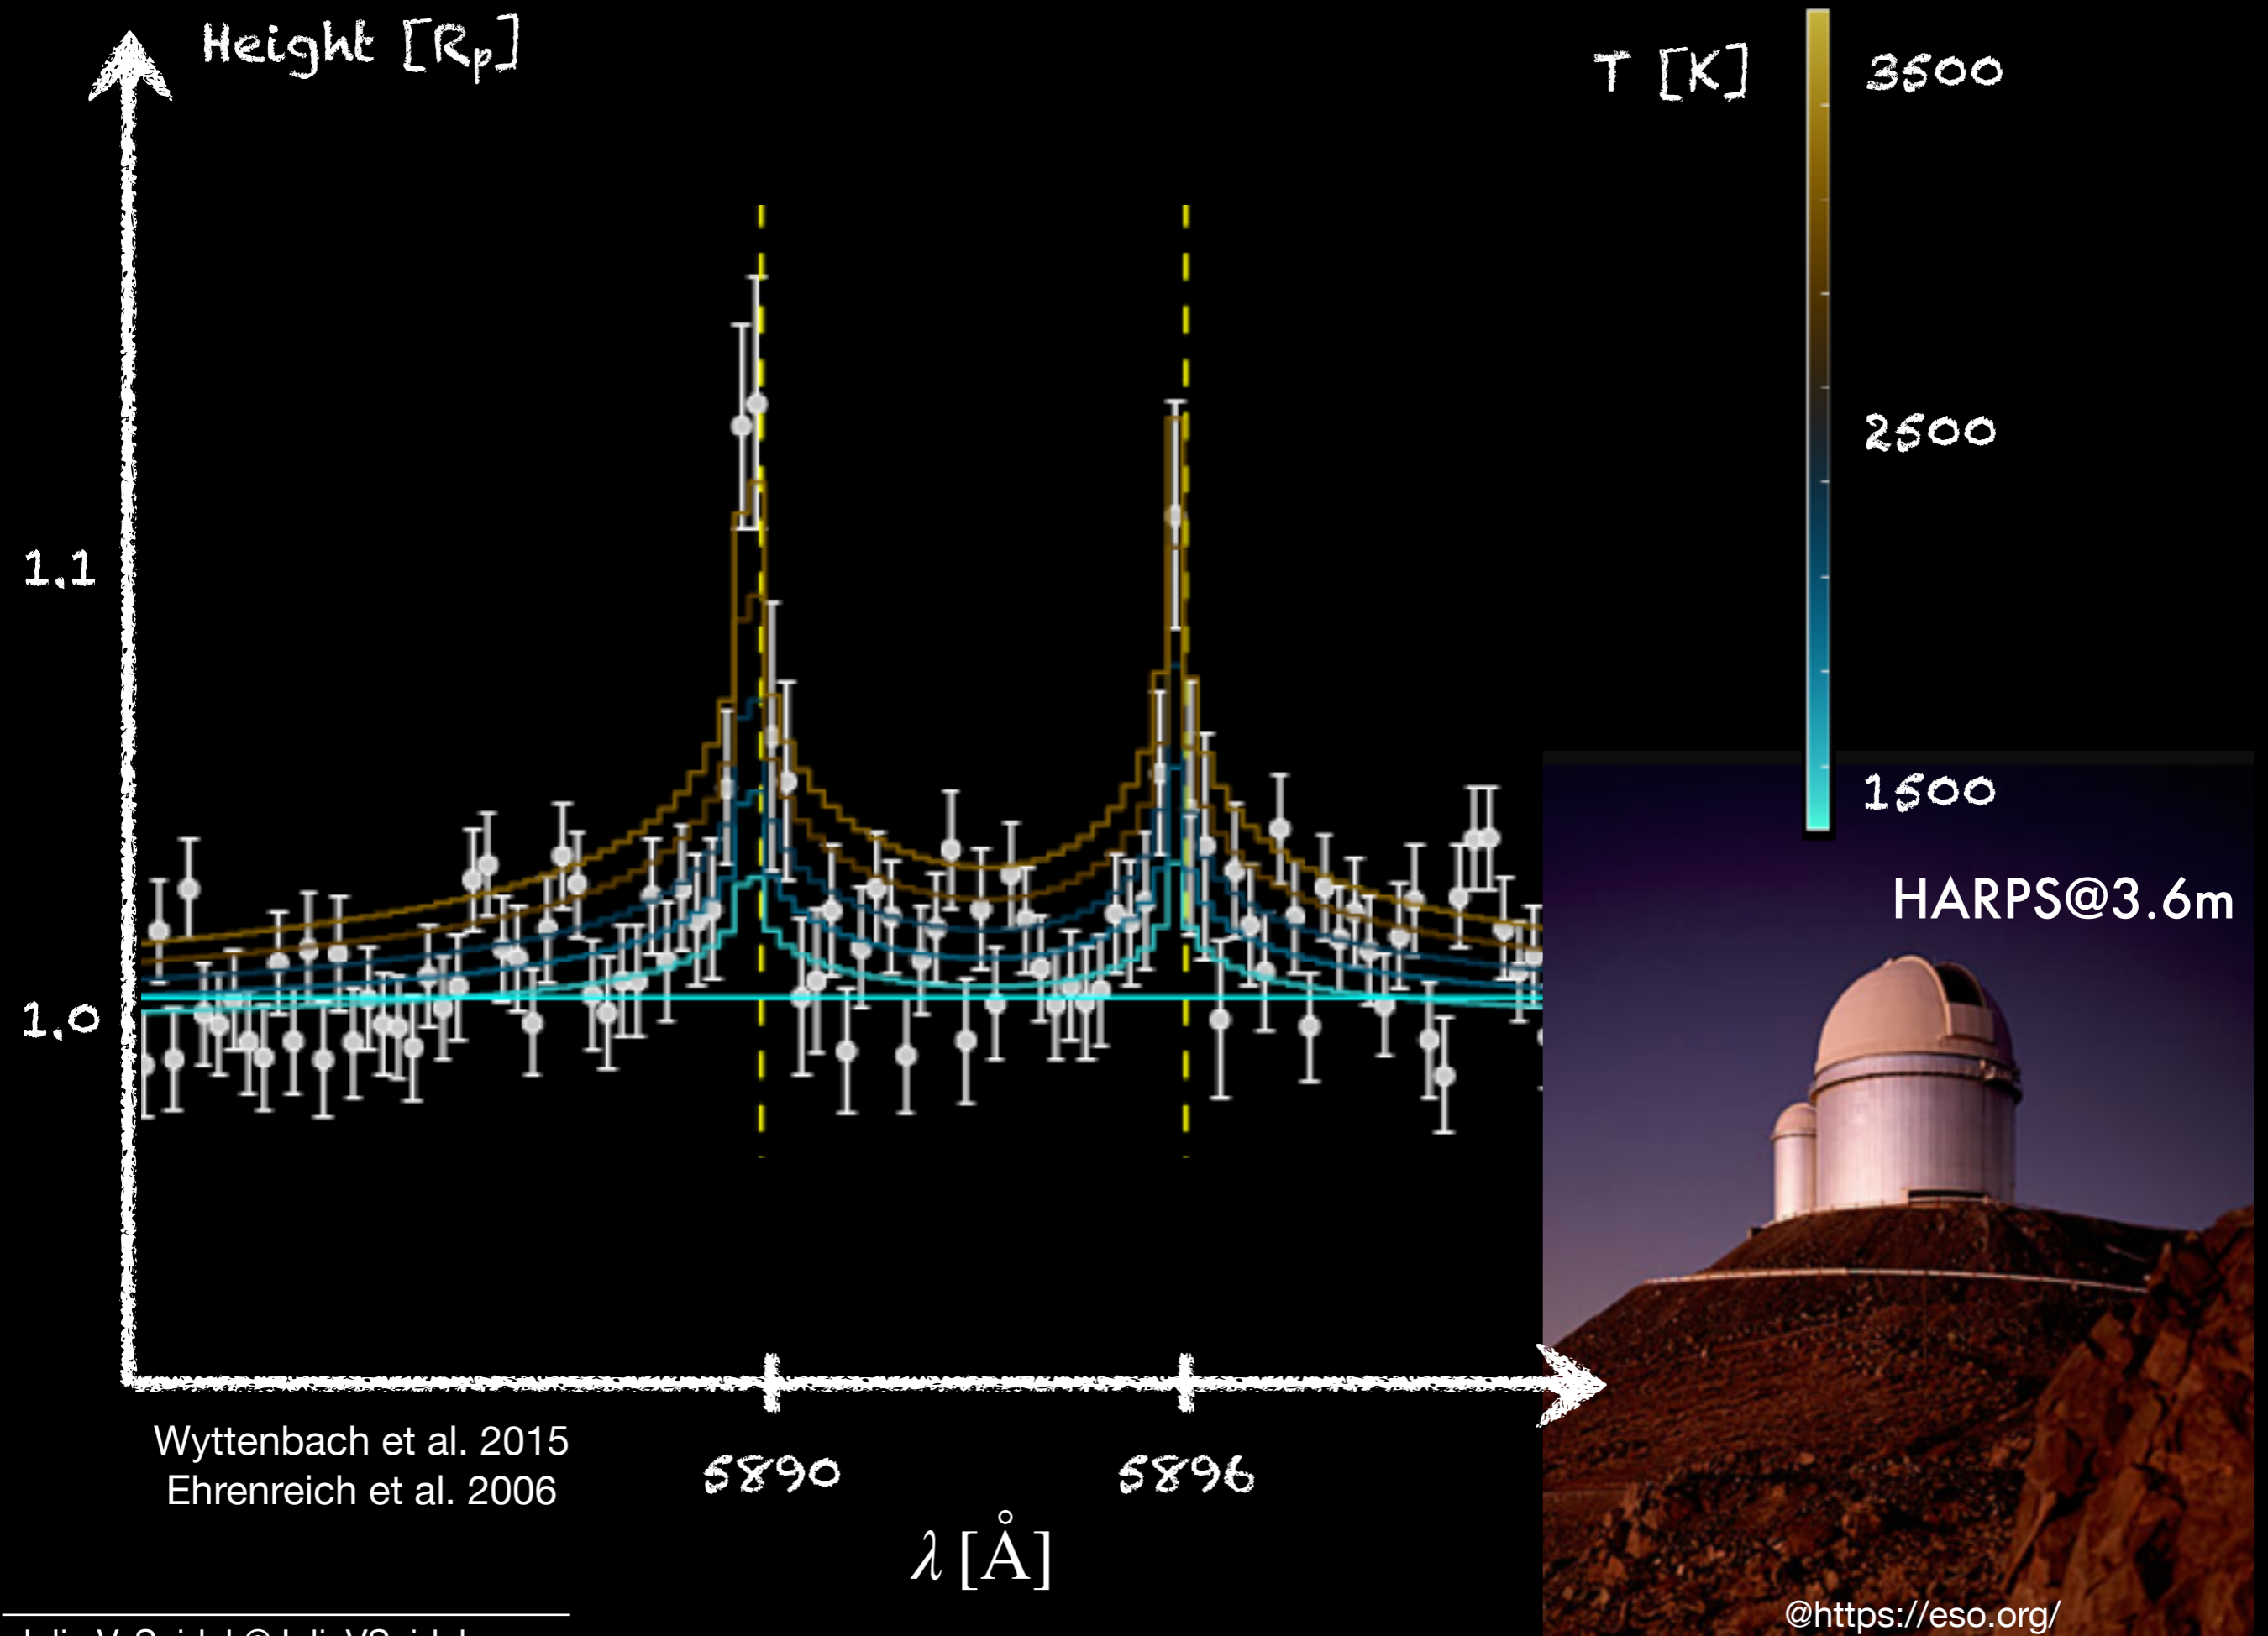 Height [Rp]
T [K]
3500
2500
1500
1.1
1.0
HARPS@3.6m
5890
5896
λ [Å]
Wyttenbach et al. 2015
Ehrenreich et al. 2006
@https://eso.org/